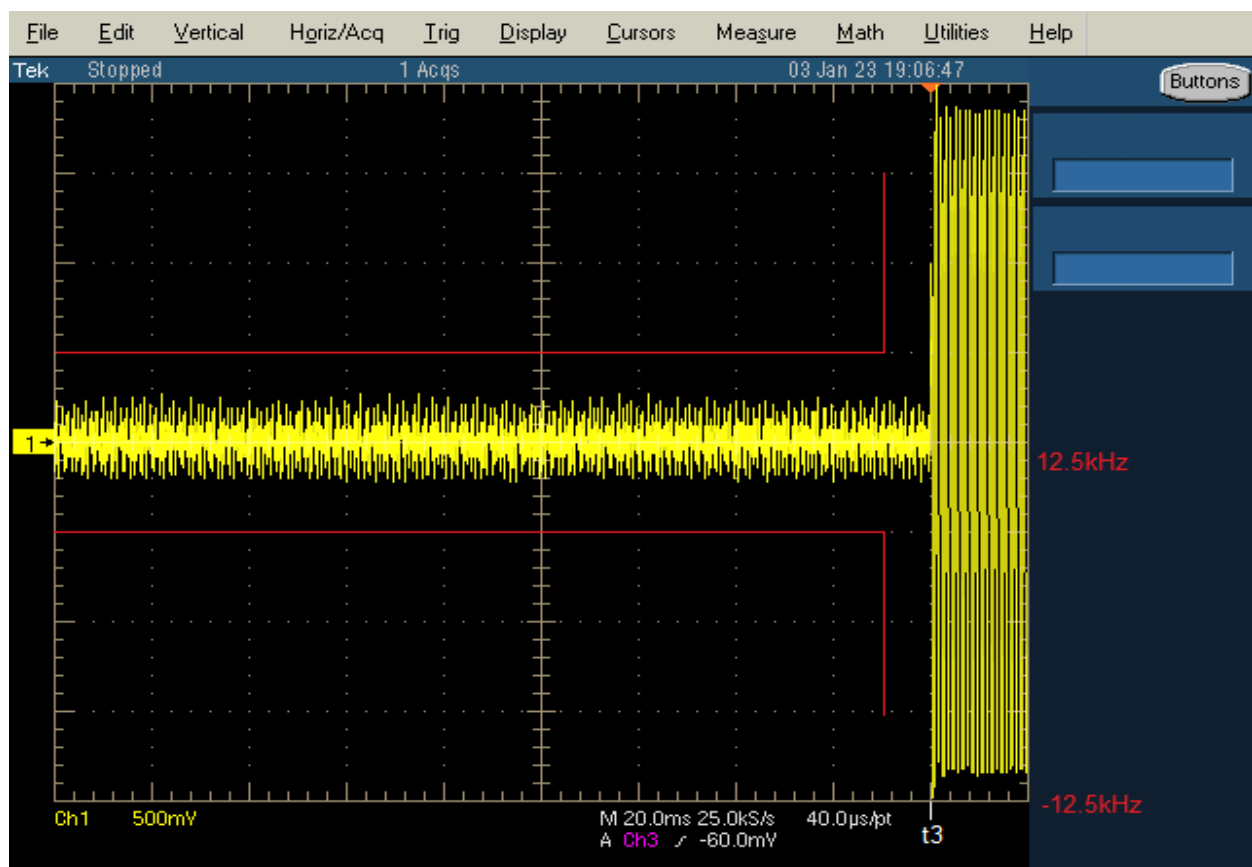 File Edit Vertical Horiz/Acq Trig Display Cursors Measure Math Utilities Help
Tek Stopped 1 Acqs 03 Jan 23 19:06:47
Buttons
1
12.5kHz
-12.5kHz
Ch1 500mV M 20.0ms 25.0kS/s 40.0µs/pt
A Ch3 -60.0mV
t3